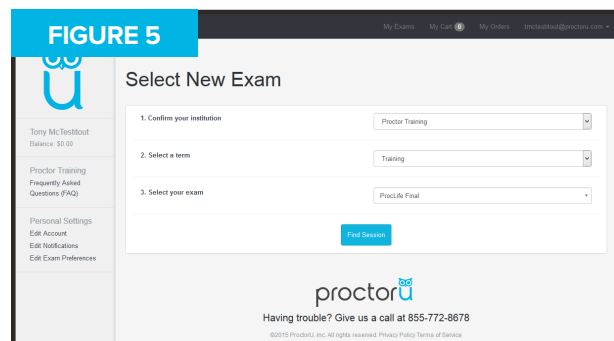 FIGURE 5
My Exams My Cart 0 My Orders tmctestitout@proctoru.com
Select New Exam
Tony McTestitout
Balance: $0.00
Proctor Training
Frequently Asked
Questions (FAQ)
Personal Settings
Edit Account
Edit Notifications
Edit Exam Preferences
1. Confirm your institution
Proctor Training
2. Select a term
Training
3. Select your exam
ProcLife Final
Find Session
proctoru
Having trouble? Give us a call at 855-772-8678
©2015 ProctorU, Inc. All rights reserved. Privacy Policy Terms of Service